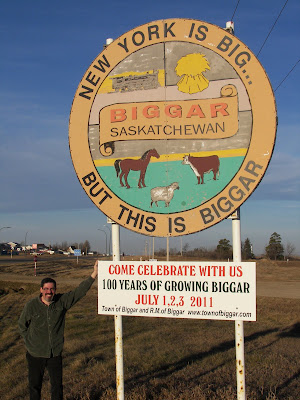 NEW YORK IS BIG...
BIGGAR
SASKATCHEWAN
BUT THIS IS BIGGAR
COME CELEBRATE WITH US
100 YEARS OF GROWING BIGGAR
JULY 1,2,3 2011
Town of Biggar and R.M. of Biggar www.townofbiggar.com